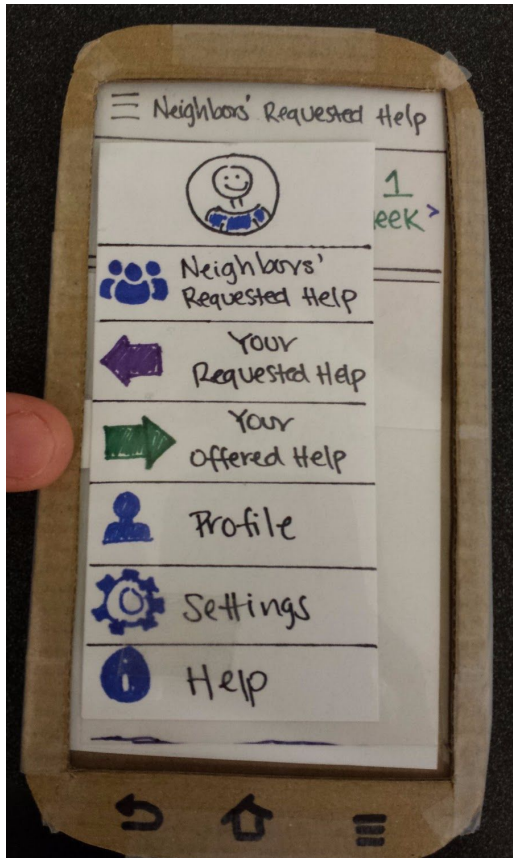 Neighbors' Requested Help
1
eek >
Neighbors'
Requested Help
Your
Requested Help
Your
Offered Help
Profile
Settings
Help